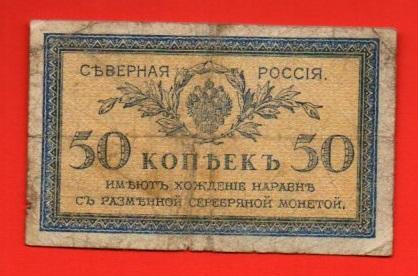 СѢВЕРНАЯ РОССІЯ.
50 КОПѢЕКЪ 50
ИМѢЮТЪ ХОЖДЕНІЕ НАРАВНѢ
СЪ РАЗМѢННОЙ СЕРЕБРЯНОЙ МОНЕТОЙ.